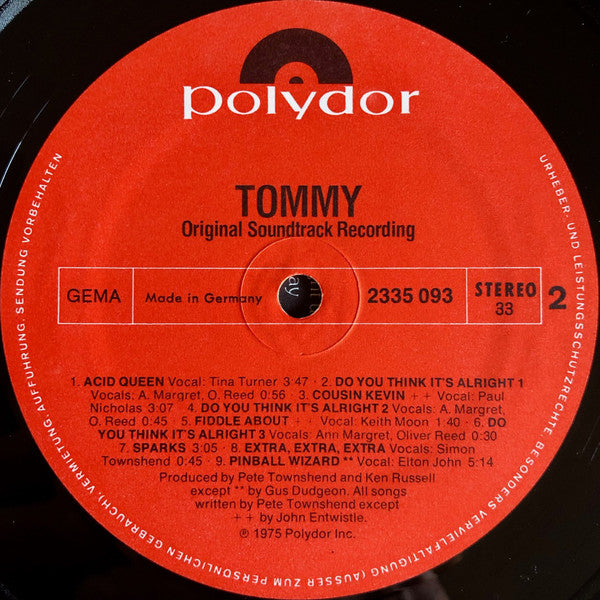 polydor
TOMMY
Original Soundtrack Recording
GEMA
Made in Germany
2335 093
STEREO
33
2
1. ACID QUEEN Vocal: Tina Turner 3 47 · 2. DO YOU THINK IT'S ALRIGHT 1
Vocals: A. Margret, O. Reed 0:56 · 3. COUSIN KEVIN ++ Vocal: Paul
Nicholas 3:07 · 4. DO YOU THINK IT'S ALRIGHT 2 Vocals: A. Margret,
O. Reed 0:45 · 5. FIDDLE ABOUT ++ Vocal: Keith Moon 1 40 · 6. DO
YOU THINK IT'S ALRIGHT 3 Vocals: Ann Margret, Oliver Reed 0:30
7. SPARKS 3:05 · 8. EXTRA, EXTRA, EXTRA Vocals: Simon
Townshend 0:45 · 9. PINBALL WIZARD ** Vocal: Elton John 5:14
Produced by Pete Townshend and Ken Russell
except ** by Gus Dudgeon. All songs
written by Pete Townshend except
++ by John Entwistle.
℗ 1975 Polydor Inc.
URHEBER- UND LEISTUNGSSCHUTZRECHTE BESONDERS VERVIELFÄLTIGUNG (AUSSER ZUM PERSÖNLICHEN GEBRAUCH), VERMIETUNG, AUFFÜHRUNG, SENDUNG VORBEHALTEN